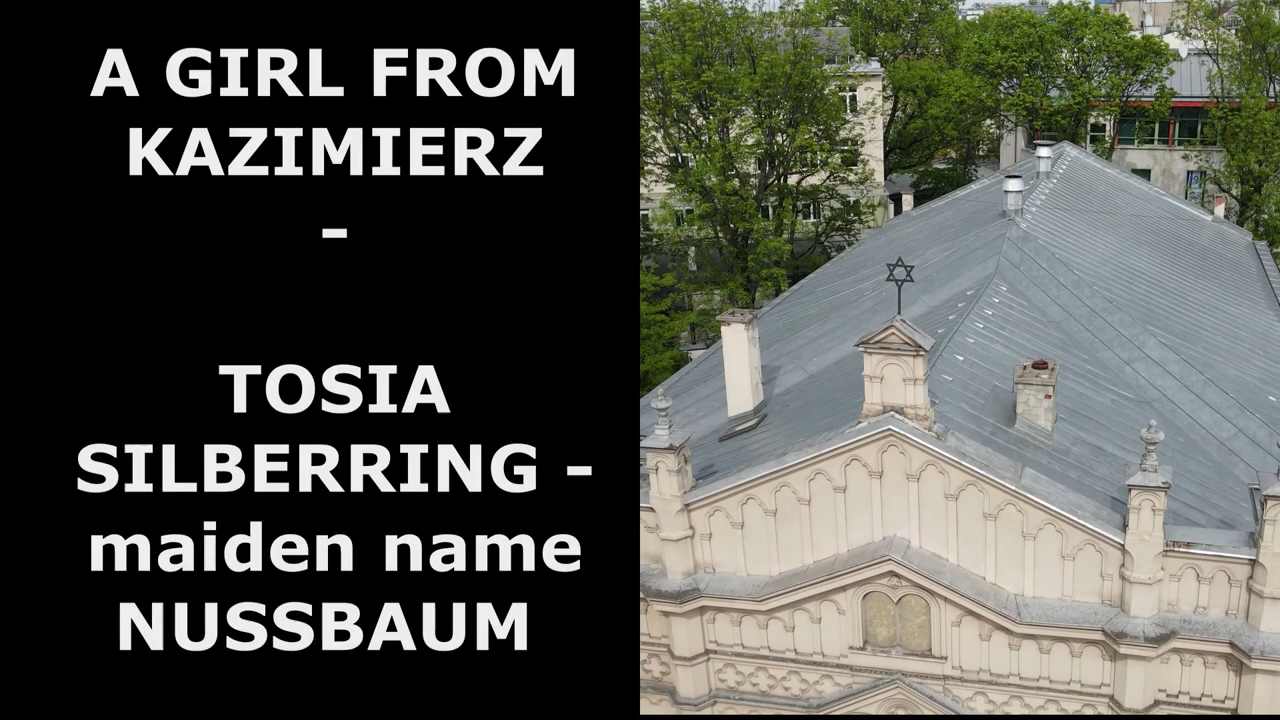 A GIRL FROM
KAZIMIERZ
-
TOSIA
SILBERRING -
maiden name
NUSSBAUM